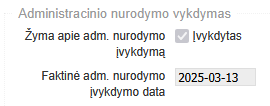 Administracinio nurodymo vykdymas
Žyma apie adm. nurodymo Įvykdytas
įvykdymą
Faktinė adm. nurodymo 2025-03-13
įvykdymo data